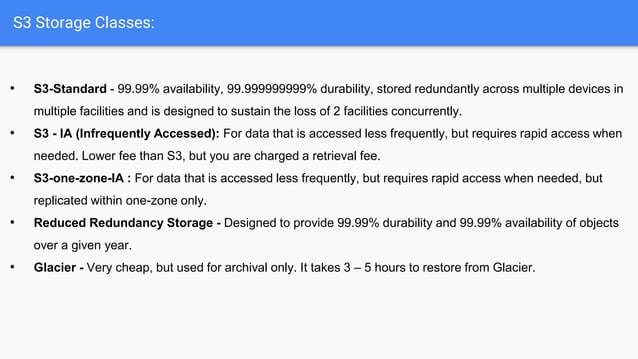 S3 Storage Classes:
• S3-Standard - 99.99% availability, 99.999999999% durability, stored redundantly across multiple devices in
multiple facilities and is designed to sustain the loss of 2 facilities concurrently.
• S3 - IA (Infrequently Accessed): For data that is accessed less frequently, but requires rapid access when
needed. Lower fee than S3, but you are charged a retrieval fee.
• S3-one-zone-IA : For data that is accessed less frequently, but requires rapid access when needed, but
replicated within one-zone only.
• Reduced Redundancy Storage - Designed to provide 99.99% durability and 99.99% availability of objects
over a given year.
• Glacier - Very cheap, but used for archival only. It takes 3 – 5 hours to restore from Glacier.